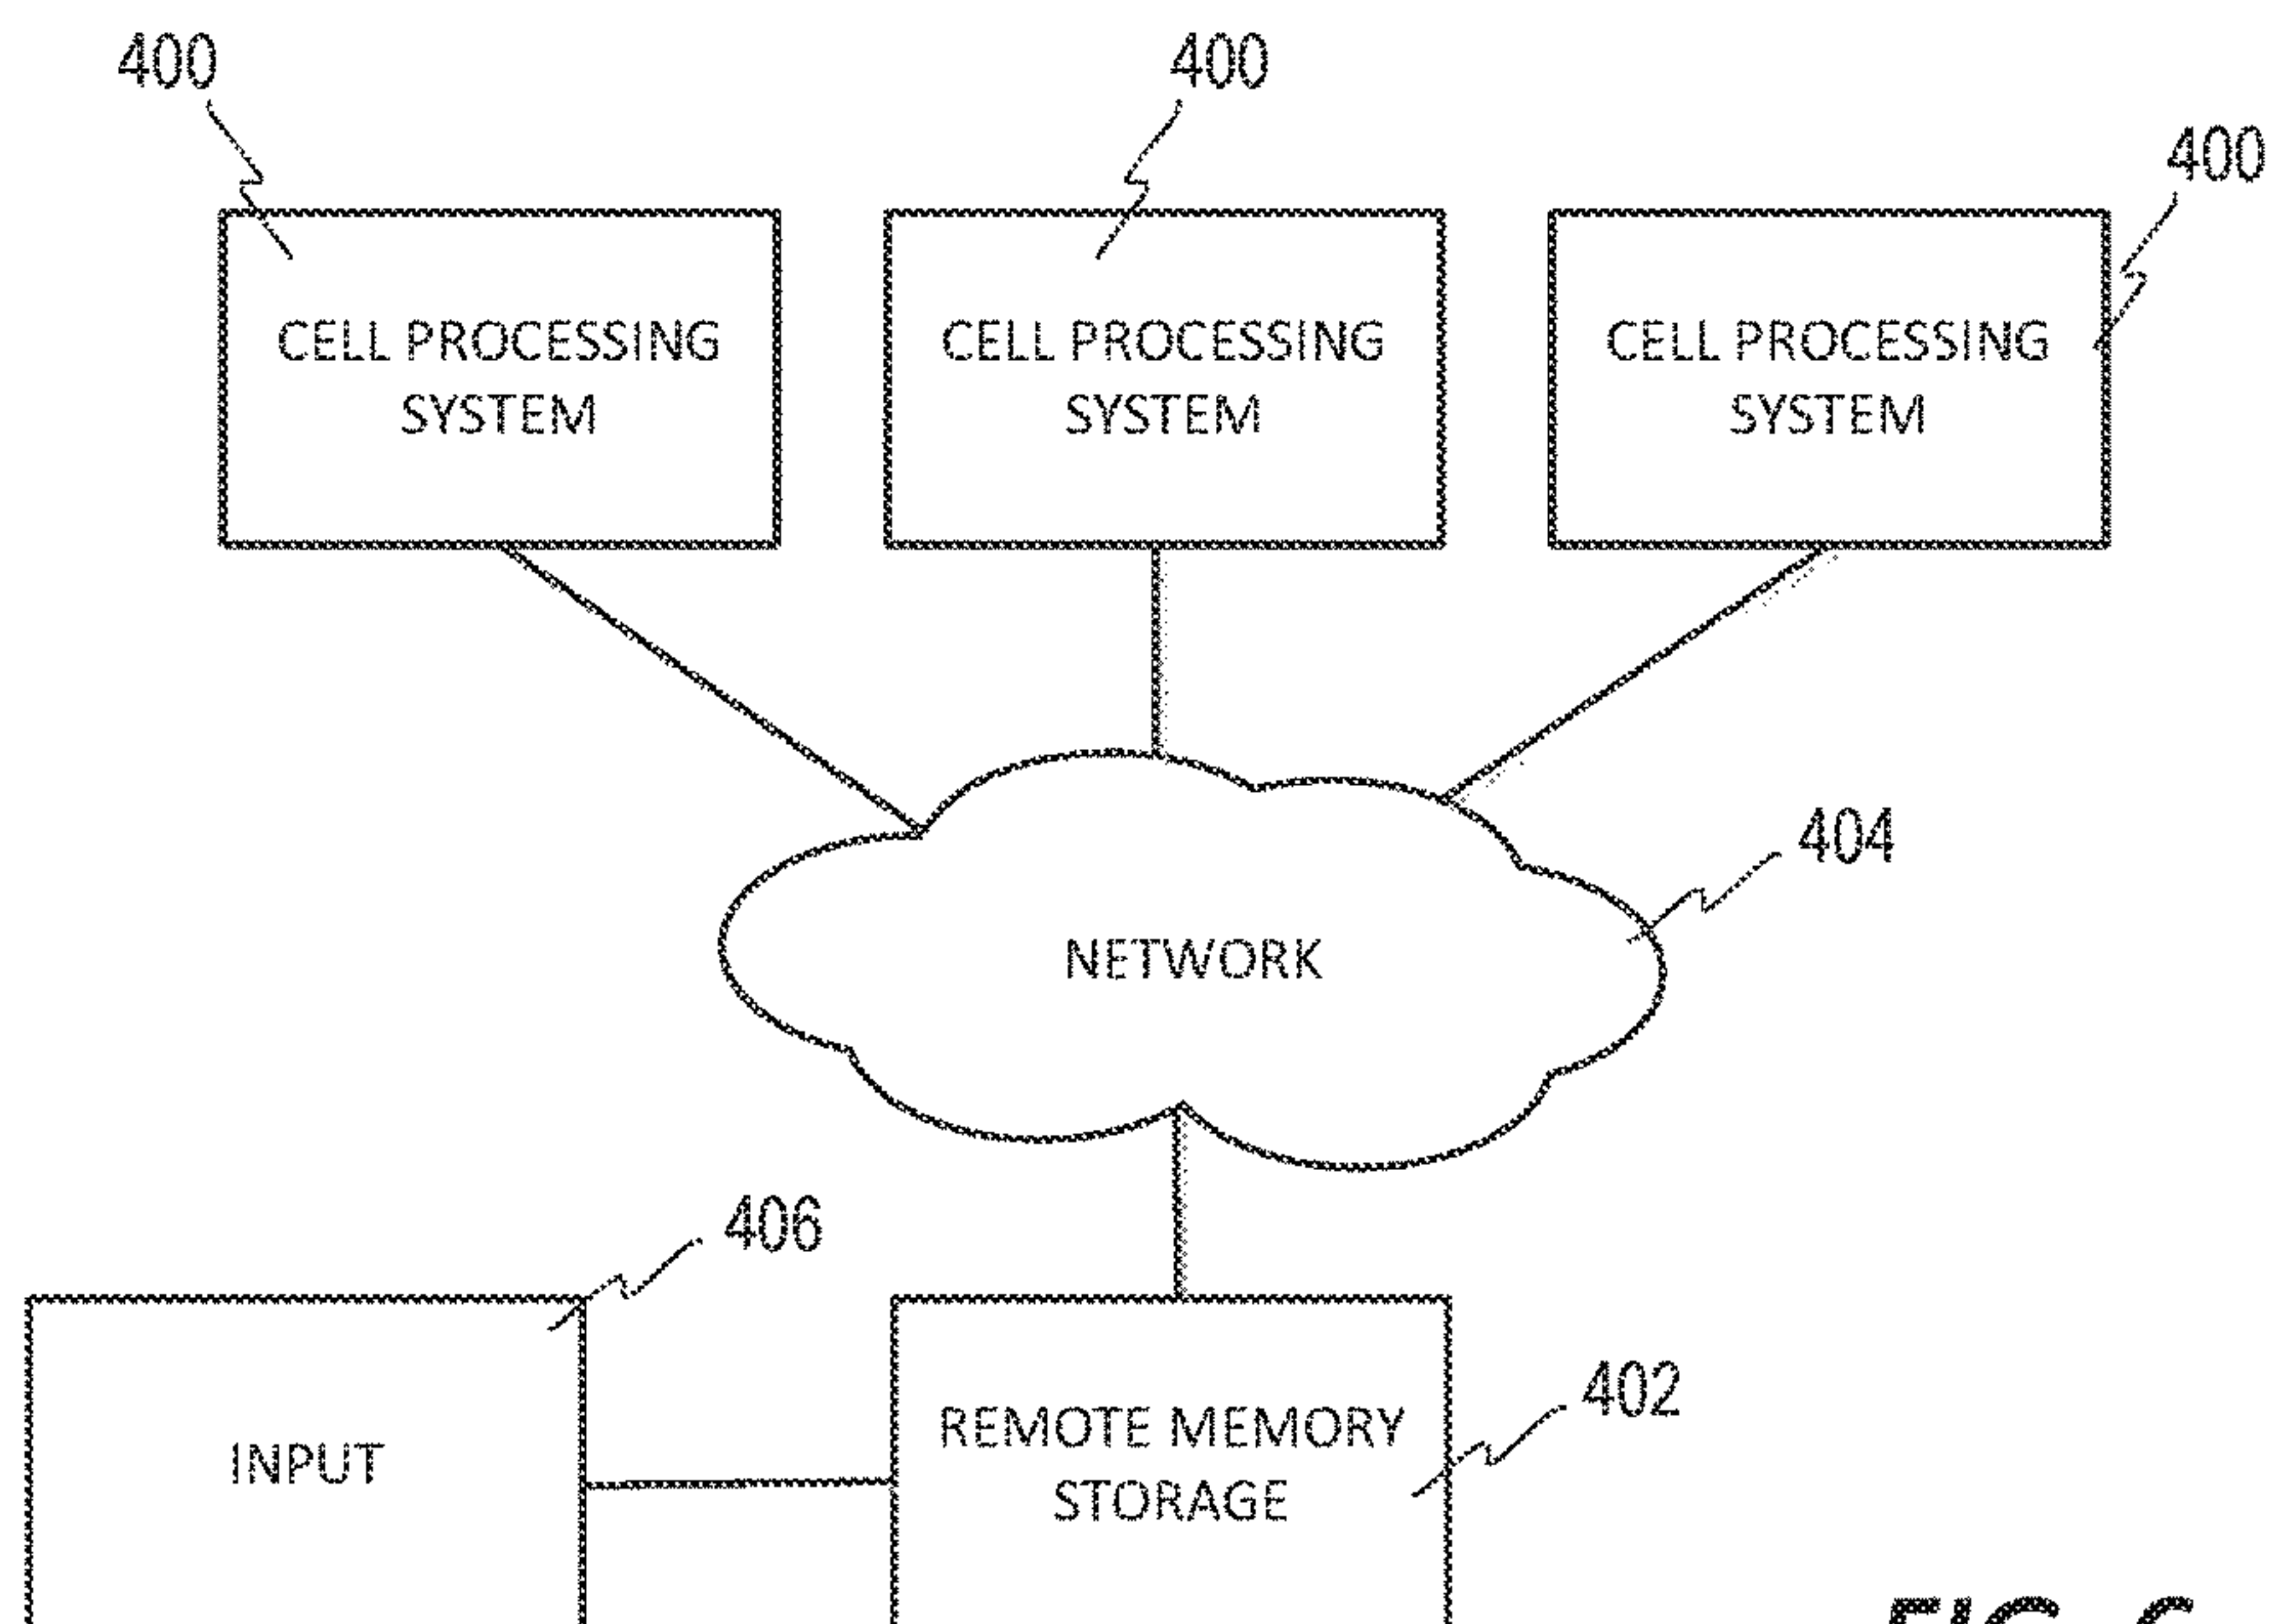 400
400
400
CELL PROCESSING
SYSTEM
CELL PROCESSING
SYSTEM
CELL PROCESSING
SYSTEM
404
NETWORK
406
402
INPUT
REMOTE MEMORY
STORAGE